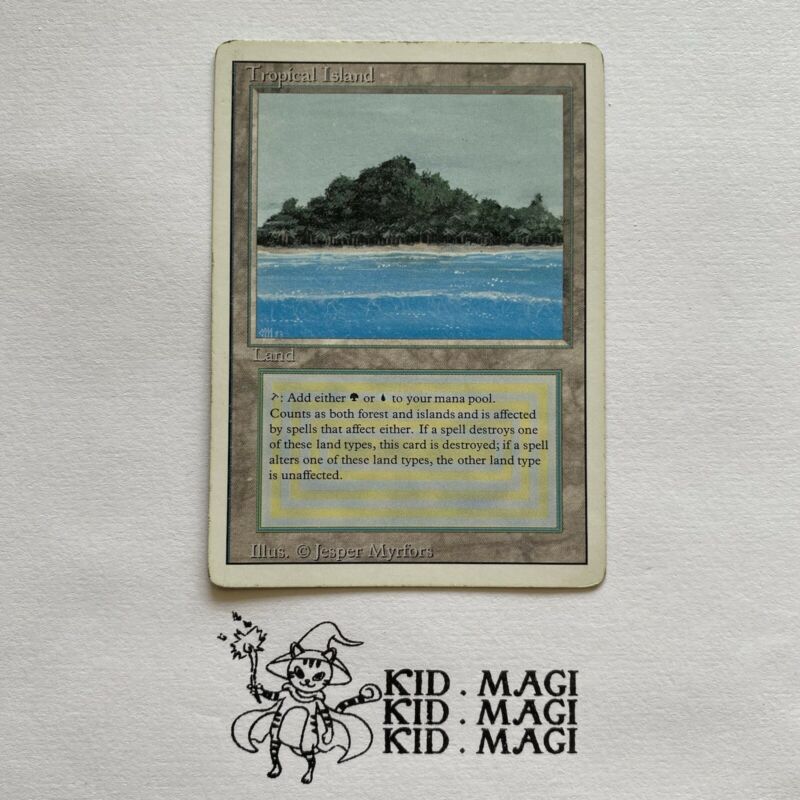 Tropical Island
JM 93
Land
: Add either or to your mana pool.
Counts as both forest and islands and is affected
by spells that affect either. If a spell destroys one
of these land types, this card is destroyed; if a spell
alters one of these land types, the other land type
is unaffected.
Illus. © Jesper Myrfors
KID . MAGI
KID . MAGI
KID . MAGI